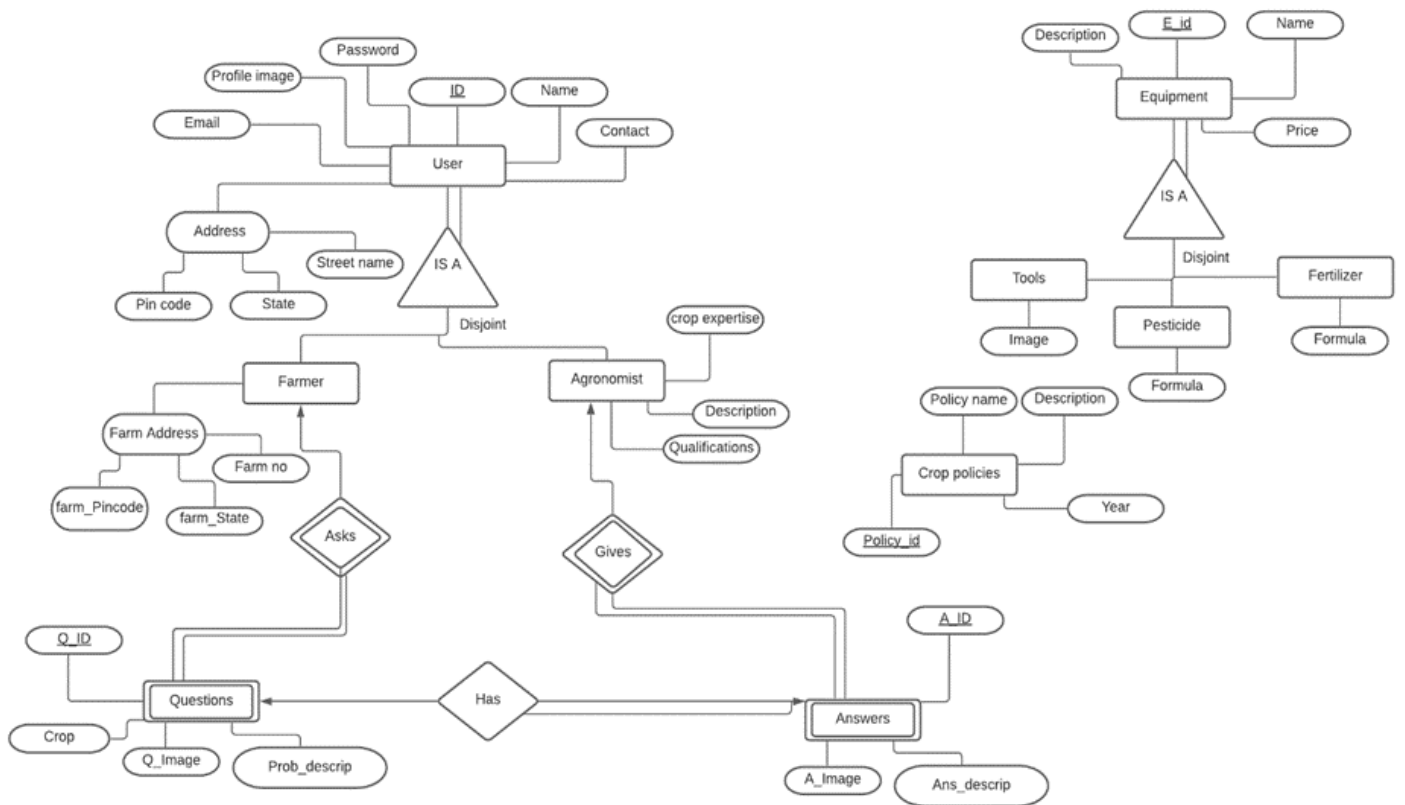 Description
E_id
Name
Equipment
Price
IS A
Disjoint
Tools
Fertilizer
Pesticide
Image
Formula
Formula
Password
Profile image
ID
Name
Email
Contact
User
Address
Street name
Pin code
State
IS A
Disjoint
crop expertise
Farmer
Agronomist
Description
Qualifications
Farm Address
Farm no
farm_Pincode
farm_State
Asks
Gives
Policy name
Description
Crop policies
Year
Policy_id
Q_ID
A_ID
Questions
Has
Answers
Crop
Q_Image
Prob_descrip
A_Image
Ans_descrip